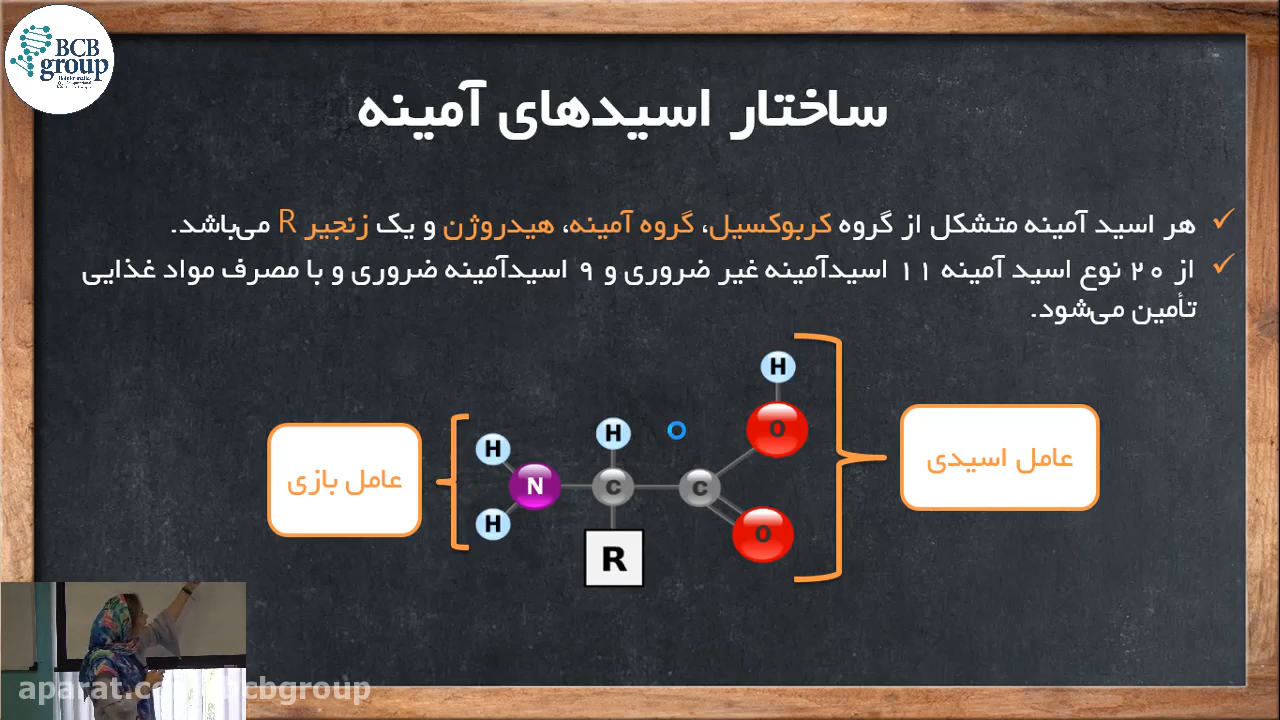 BCB
group
ساختار اسیدهای آمینه
هر اسید آمینه متشکل از گروه کربوکسیل، گروه آمینه، هیدروژن و یک زنجیر R می‌باشد.
از ۲۰ نوع اسید آمینه ۱۱ اسیدآمینه غیر ضروری و ۹ اسیدآمینه ضروری و با مصرف مواد غذایی
تأمین می‌شود.
H
O
H
H
عامل اسیدی
عامل بازی
N
C
C
H
O
R
bcbgroup